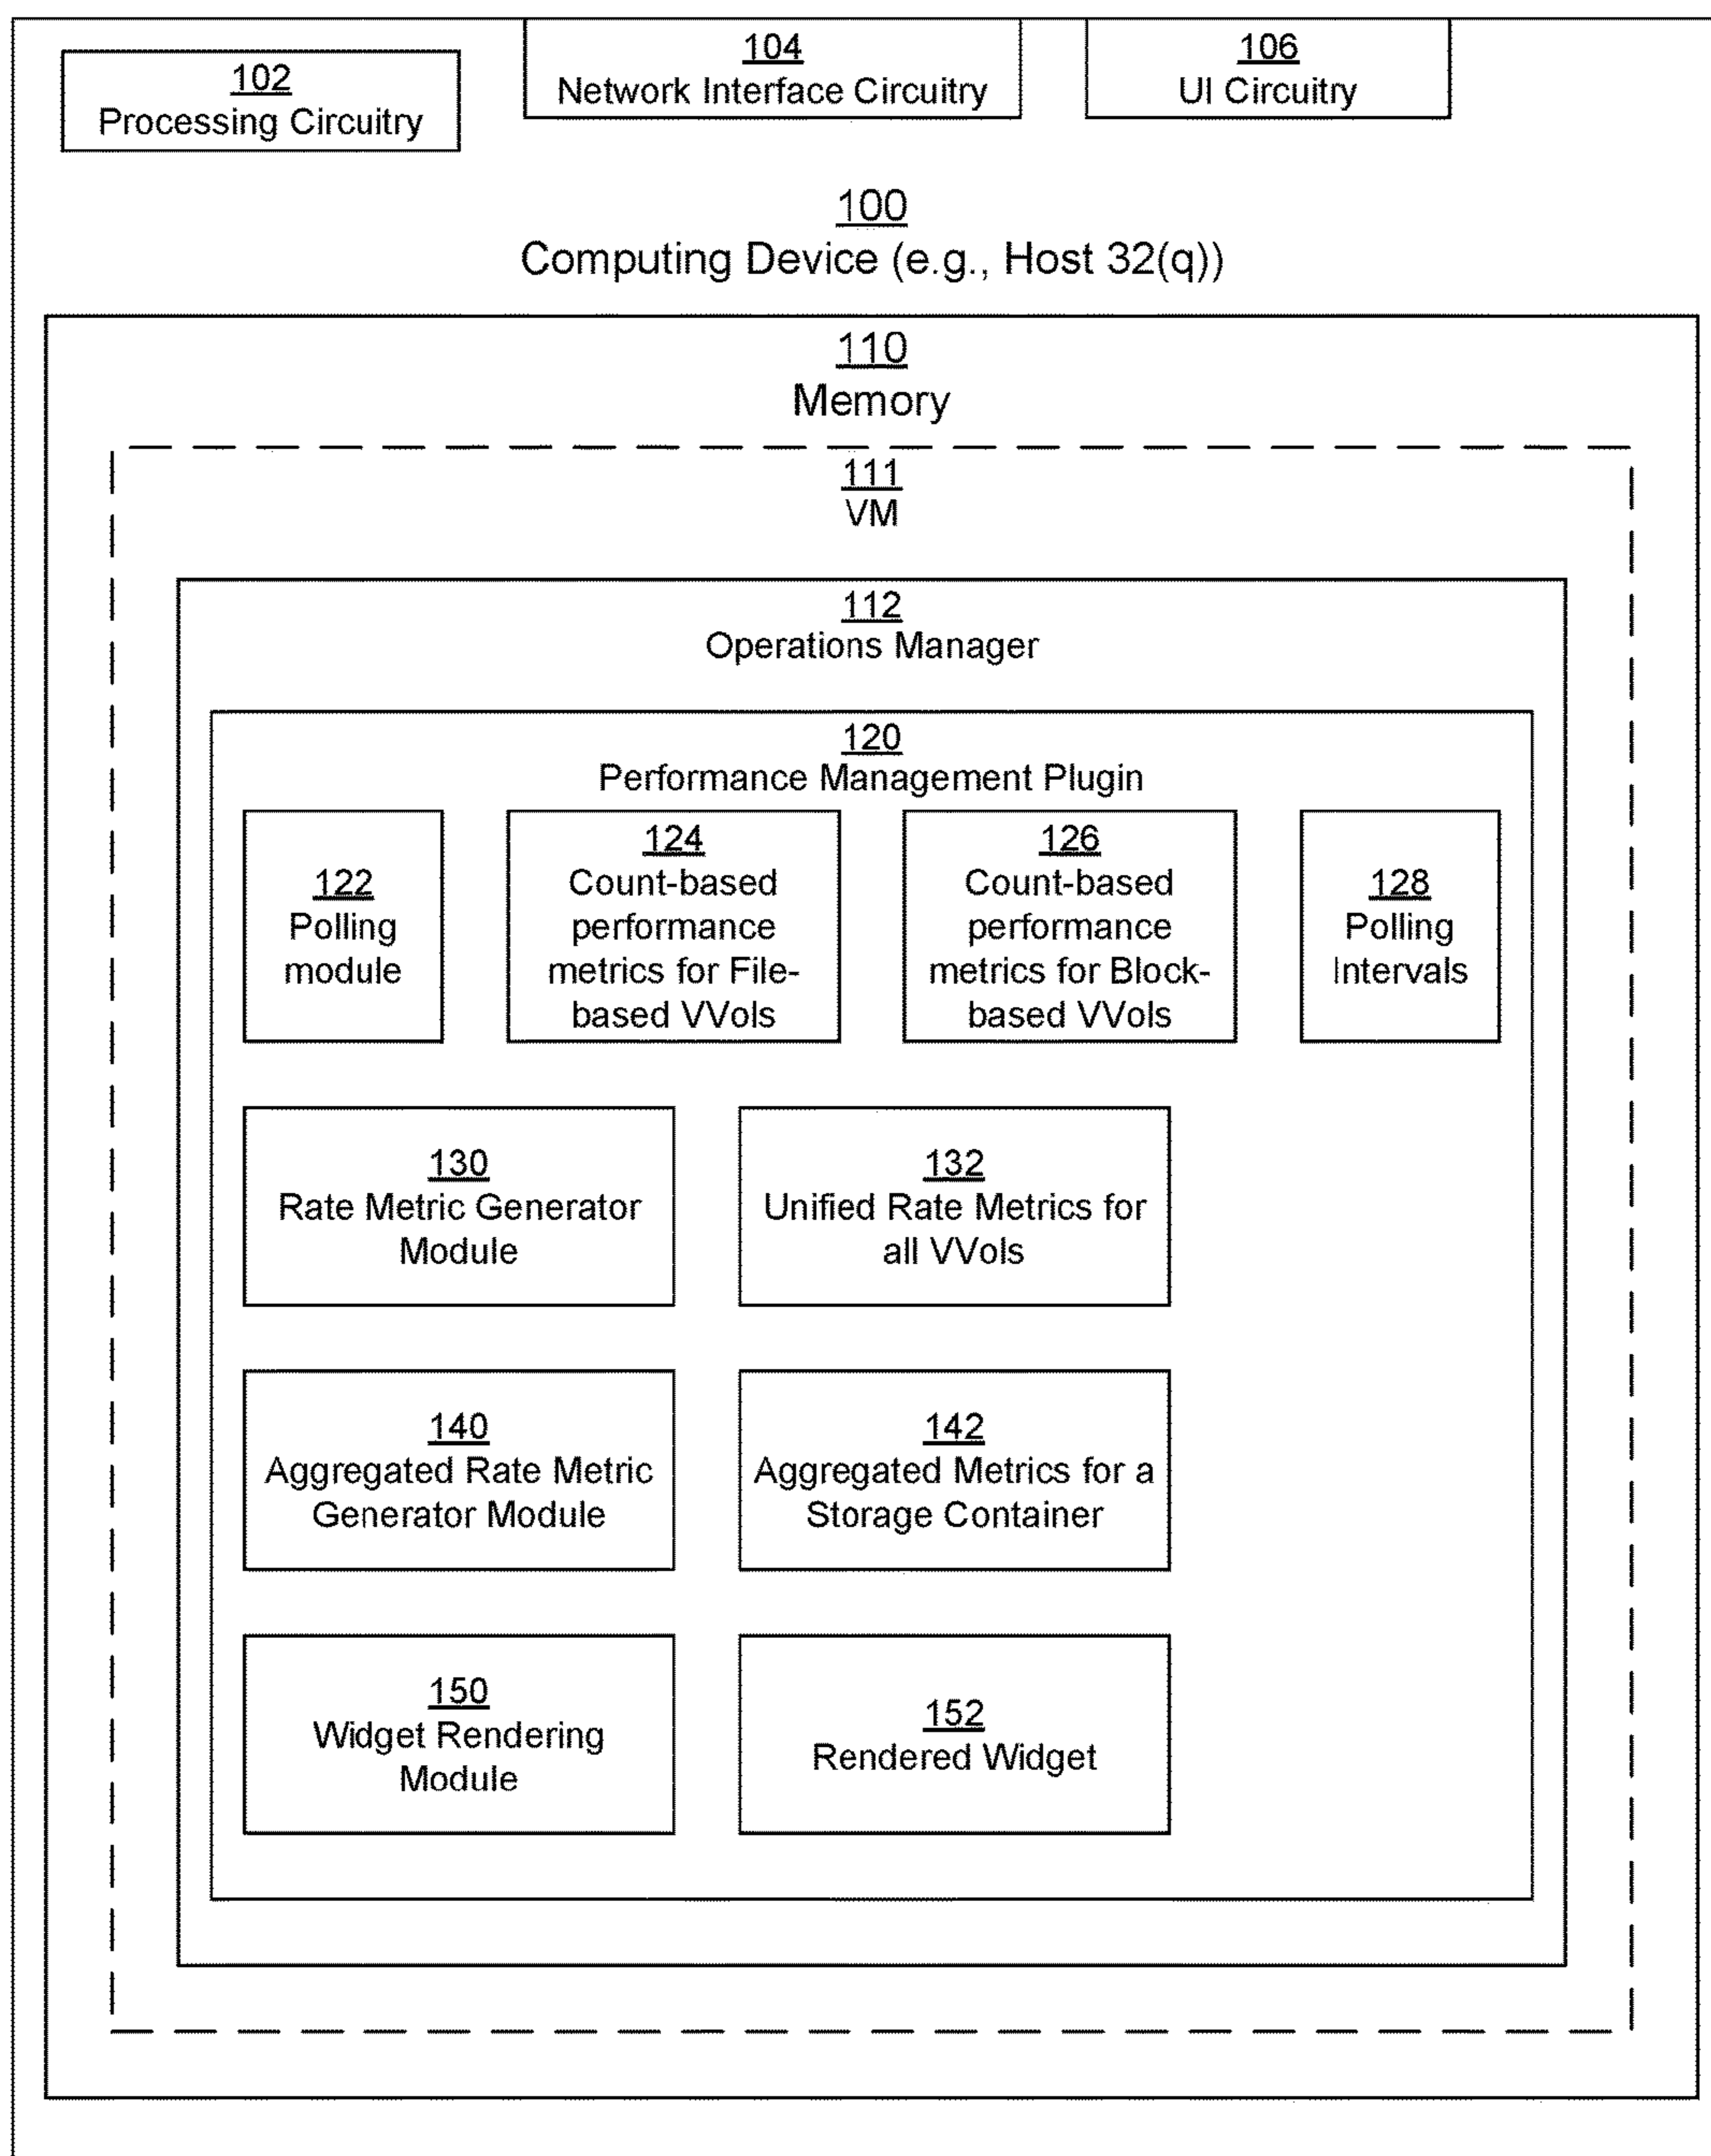 102
Processing Circuitry
104
Network Interface Circuitry
106
UI Circuitry
100
Computing Device (e.g., Host 32(q))
110
Memory
111
VM
112
Operations Manager
120
Performance Management Plugin
122
Polling
module
124
Count-based
performance
metrics for File-
based VVols
126
Count-based
performance
metrics for Block-
based VVols
128
Polling
Intervals
130
Rate Metric Generator
Module
132
Unified Rate Metrics for
all VVols
140
Aggregated Rate Metric
Generator Module
142
Aggregated Metrics for a
Storage Container
150
Widget Rendering
Module
152
Rendered Widget